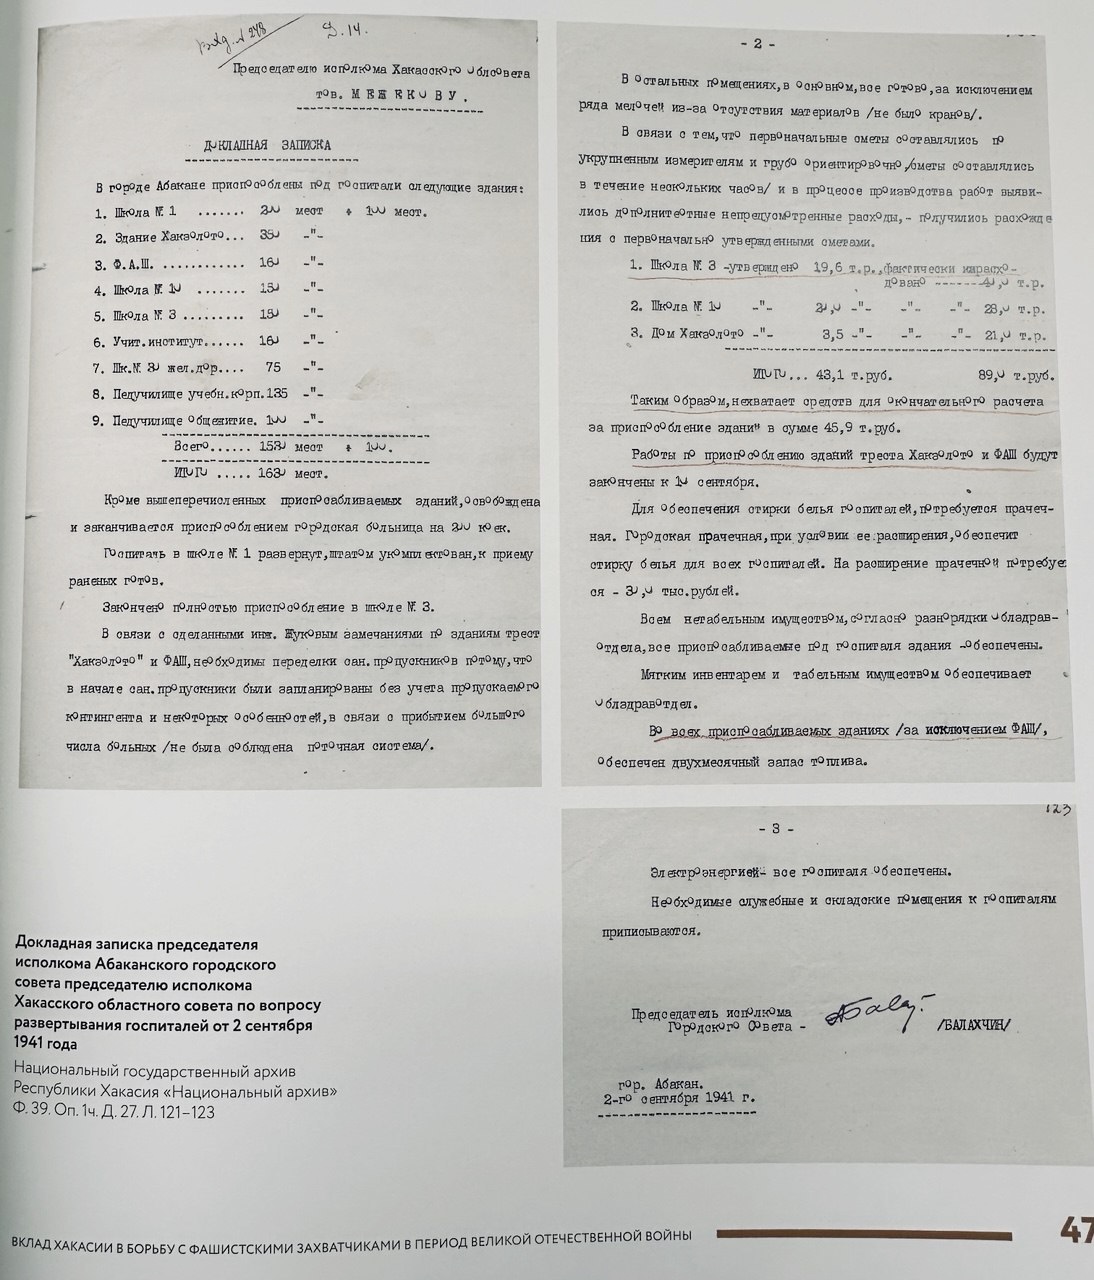 Д. 14.
Председателю исполкома Хакасского Облсовета
тов. МЕЖЕКОВУ.
ДОКЛАДНАЯ ЗАПИСКА
В городе Абакане приспособлены под госпитали следующие здания:
1. Школа № 1 ....... 200 мест + 100 мест.
2. Здание Хакзолото... 350 -"-
3. Ф.А.Ш. ............ 160 -"-
4. Школа № 10 ....... 150 -"-
5. Школа № 3 ......... 150 -"-
6. Учит.институт...... 160 -"-
7. Шк.№ 30 жел.дор.... 75 -"-
8. Педучилище учебн.корп.135 -"-
9. Педучилище общежитие. 100 -"-
Всего...... 1530 мест + 100.
ИТОГО ..... 1630 мест.
Кроме вышеперечисленных приспосабливаемых зданий,освобождена
и заканчивается приспособлением городская больница на 200 коек.
Госпиталь в школе № 1 развернут,штатом укомплектован,к приему
раненых готов.
Закончено полностью приспособление в школе № 3.
В связи с сделанными инж. Жуковым замечаниями по зданиям трест
"Хакзолото" и ФАШ,необходимы переделки сан.пропускников потому,что
в начале сан.пропускники были запланированы без учета пропускаемого
контингента и некоторых особенностей,в связи с прибытием большого
числа больных /не была соблюдена поточная система/.
- 2 -
В остальных помещениях,в основном,все готово,за исключением
ряда мелочей из-за отсутствия материалов /не было кранов/.
В связи с тем,что первоначальные сметы составлялись по
укрупненным измерителям и грубо ориентировочно /сметы составлялись
в течение нескольких часов/ и в процессе производства работ выяви-
лись дополнитеотные непредусмотренные расходы,- получились расхожде
ния с первоначально утвержденными сметами.
1. Школа № 3 -утверждено 19,6 т.р.,фактически израсхо-
довано ------40,0 т.р.
2. Школа № 10 -"- 20,0 -"- -"- -"- 28,0 т.р.
3. Дом Хакзолото -"- 3,5 -"- -"- -"- 21,0 т.р.
ИТОГО... 43,1 т.руб. 89,0 т.руб.
Таким образом,нехватает средств для окончательного расчета
за приспособление зданий в сумме 45,9 т.руб.
Работы по приспособлению зданий треста Хакзолото и ФАШ будут
закончены к 10 сентября.
Для обеспечения стирки белья госпиталей,потребуется прачеч-
ная. Городская прачечная,при условии ее расширения,обеспечит
стирку белья для всех госпиталей. На расширение прачечной потребуе
ся - 30,0 тыс.рублей.
Всем нетабельным имуществом,согласно разнорядки Облздрав-
отдела,все приспосабливаемые под госпиталя здания -обеспечены.
Мягким инвентарем и табельным имуществом обеспечивает
Облздравотдел.
Во всех приспосабливаемых зданиях /за исключением ФАШ/,
обеспечен двухмесячный запас топлива.
123
- 3 -
Электроэнергией- все госпиталя обеспечены.
Необходимые служебные и складские помещения к госпиталям
приписываются.
Председатель исполкома
Городского Совета - /БАЛАХЧИН/
гор. Абакан.
2-го сентября 1941 г.
Докладная записка председателя
исполкома Абаканского городского
совета председателю исполкома
Хакасского областного совета по вопросу
развертывания госпиталей от 2 сентября
1941 года
Национальный государственный архив
Республики Хакасия «Национальный архив»
Ф. 39. Оп. 1ч. Д. 27. Л. 121–123
ВКЛАД ХАКАСИИ В БОРЬБУ С ФАШИСТСКИМИ ЗАХВАТЧИКАМИ В ПЕРИОД ВЕЛИКОЙ ОТЕЧЕСТВЕННОЙ ВОЙНЫ
47